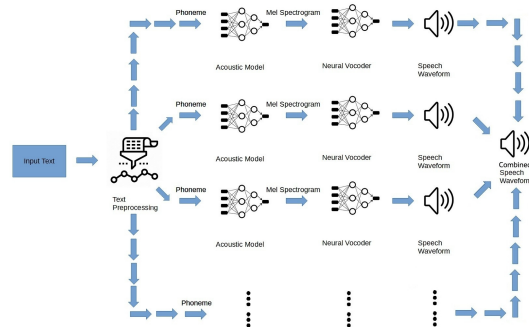 Phoneme
Mel Spectrogram
Acoustic Model
Neural Vocoder
Speech
Waveform
Phoneme
Mel Spectrogram
Acoustic Model
Neural Vocoder
Speech
Waveform
Input Text
Text
Preprocessing
Combined
Speech
Waveform
Phoneme
Mel Spectrogram
Acoustic Model
Neural Vocoder
Speech
Waveform
Phoneme